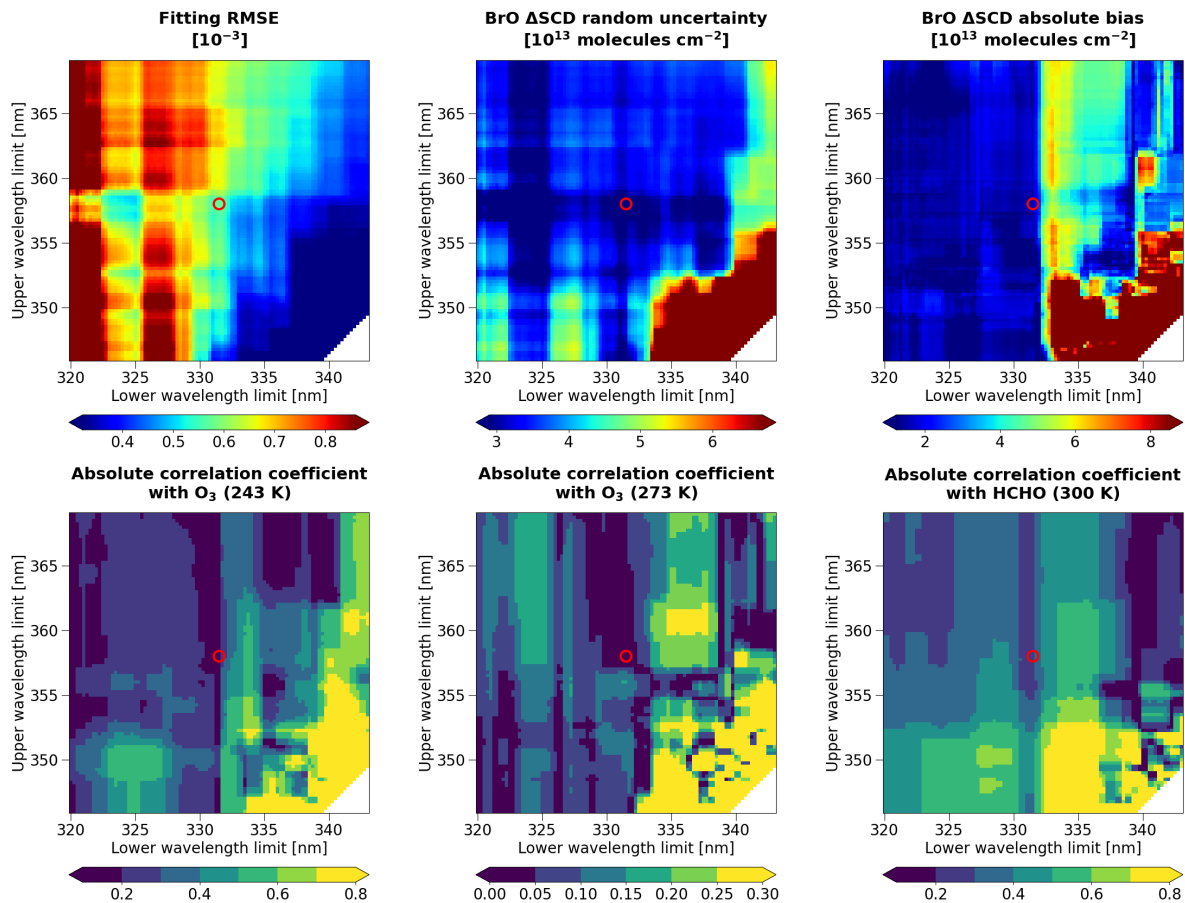 Fitting RMSE
[10⁻³]
BrO ΔSCD random uncertainty
[10¹³ molecules cm⁻²]
BrO ΔSCD absolute bias
[10¹³ molecules cm⁻²]
Upper wavelength limit [nm]
365
360
355
350
320 325 330 335 340
Lower wavelength limit [nm]
0.4 0.5 0.6 0.7 0.8
Upper wavelength limit [nm]
365
360
355
350
320 325 330 335 340
Lower wavelength limit [nm]
3 4 5 6
Upper wavelength limit [nm]
365
360
355
350
320 325 330 335 340
Lower wavelength limit [nm]
2 4 6 8
Absolute correlation coefficient
with O₃ (243 K)
Absolute correlation coefficient
with O₃ (273 K)
Absolute correlation coefficient
with HCHO (300 K)
Upper wavelength limit [nm]
365
360
355
350
320 325 330 335 340
Lower wavelength limit [nm]
0.2 0.4 0.6 0.8
Upper wavelength limit [nm]
365
360
355
350
320 325 330 335 340
Lower wavelength limit [nm]
0.00 0.05 0.10 0.15 0.20 0.25 0.30
Upper wavelength limit [nm]
365
360
355
350
320 325 330 335 340
Lower wavelength limit [nm]
0.2 0.4 0.6 0.8